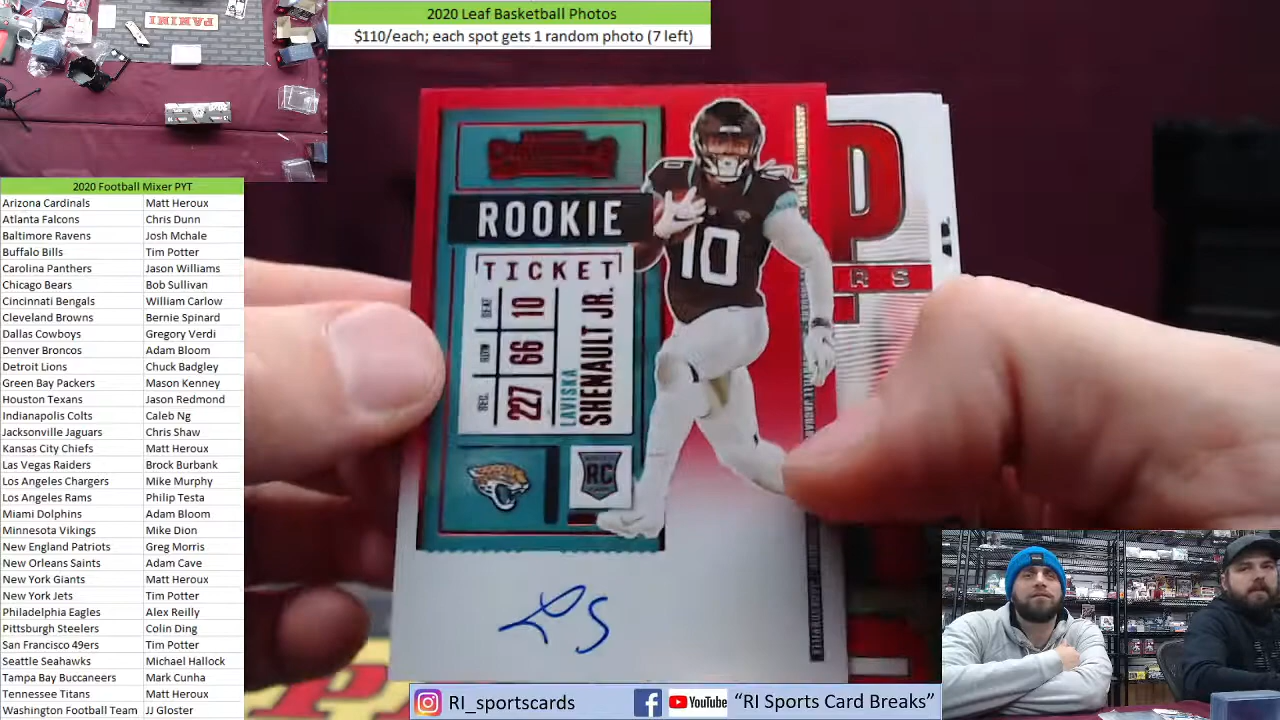 2020 Leaf Basketball Photos
$110/each; each spot gets 1 random photo (7 left)
PANINI
2020 Football Mixer PYT
Arizona Cardinals Matt Heroux
Atlanta Falcons Chris Dunn
Baltimore Ravens Josh Mchale
Buffalo Bills Tim Potter
Carolina Panthers Jason Williams
Chicago Bears Bob Sullivan
Cincinnati Bengals William Carlow
Cleveland Browns Bernie Spinard
Dallas Cowboys Gregory Verdi
Denver Broncos Adam Bloom
Detroit Lions Chuck Badgley
Green Bay Packers Mason Kenney
Houston Texans Jason Redmond
Indianapolis Colts Caleb Ng
Jacksonville Jaguars Chris Shaw
Kansas City Chiefs Matt Heroux
Las Vegas Raiders Brock Burbank
Los Angeles Chargers Mike Murphy
Los Angeles Rams Philip Testa
Miami Dolphins Adam Bloom
Minnesota Vikings Mike Dion
New England Patriots Greg Morris
New Orleans Saints Adam Cave
New York Giants Matt Heroux
New York Jets Tim Potter
Philadelphia Eagles Alex Reilly
Pittsburgh Steelers Colin Ding
San Francisco 49ers Tim Potter
Seattle Seahawks Michael Hallock
Tampa Bay Buccaneers Mark Cunha
Tennessee Titans Matt Heroux
Washington Football Team JJ Gloster
ROOKIE
TICKET
SEC. ROW SEAT
227 66 10
LAVISKA
SHENAULT JR.
RC
10
P
RS
LS
RI_sportscards
YouTube
"RI Sports Card Breaks"